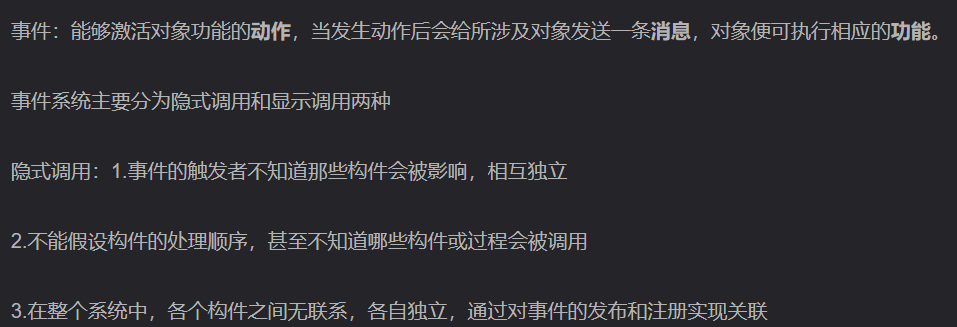 事件：能够激活对象功能的动作，当发生动作后会给所涉及对象发送一条消息，对象便可执行相应的功能。
事件系统主要分为隐式调用和显示调用两种
隐式调用：1.事件的触发者不知道那些构件会被影响，相互独立
2.不能假设构件的处理顺序，甚至不知道哪些构件或过程会被调用
3.在整个系统中，各个构件之间无联系，各自独立，通过对事件的发布和注册实现关联